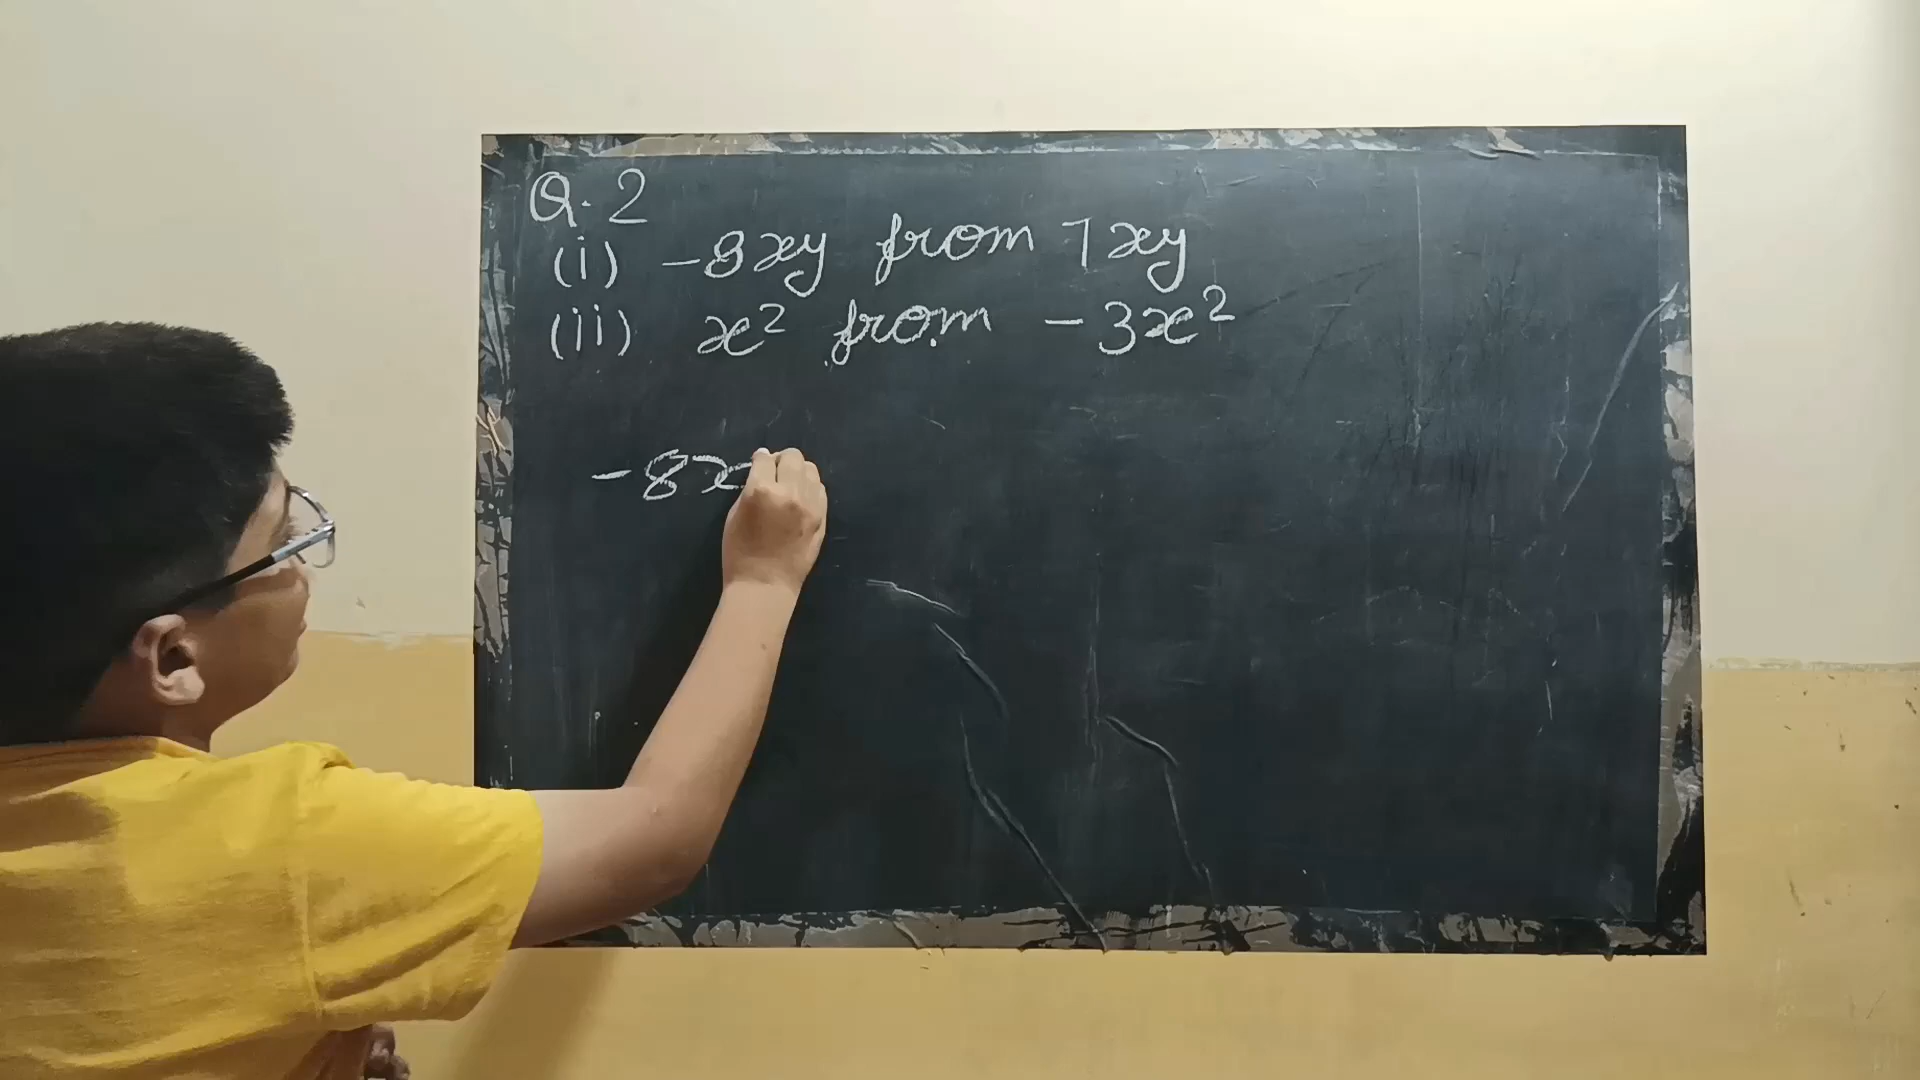 Q. 2
(i) -8xy from 7xy
(ii) x² from - 3x²
-8x